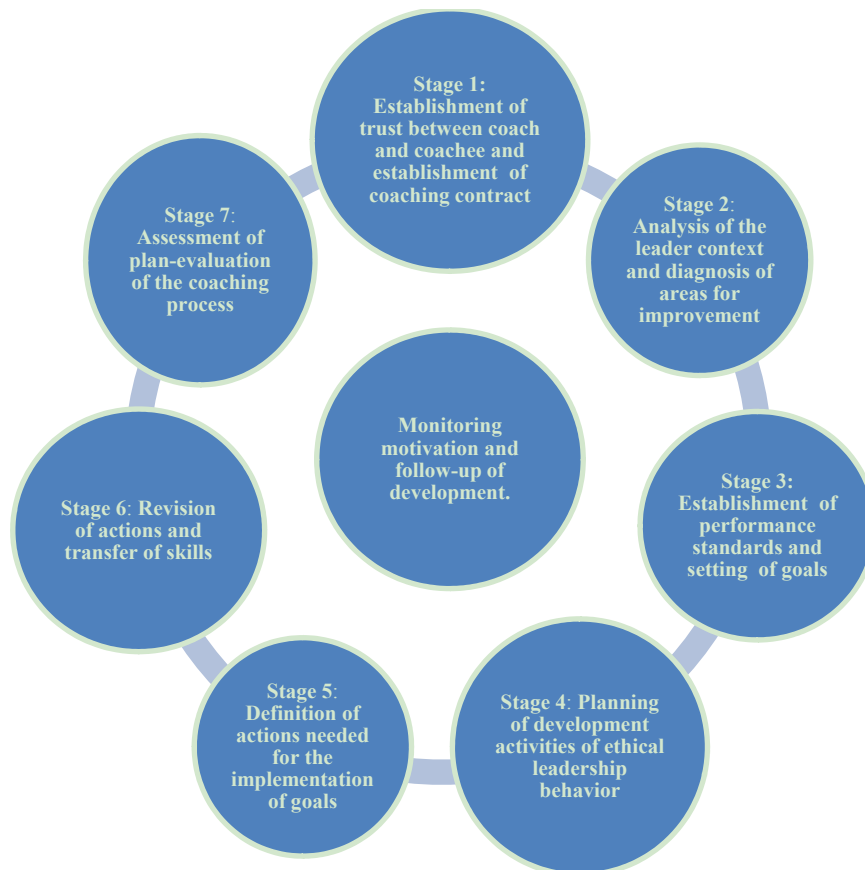 Stage 1:
Establishment of
trust between coach
and coachee and
establishment of
coaching contract
Stage 2:
Analysis of the
leader context
and diagnosis of
areas for
improvement
Stage 3:
Establishment of
performance
standards and
setting of goals
Stage 4: Planning
of development
activities of ethical
leadership
behavior
Stage 5:
Definition of
actions needed
for the
implementation
of goals
Stage 6: Revision
of actions and
transfer of skills
Stage 7:
Assessment of
plan-evaluation
of the coaching
process
Monitoring
motivation and
follow-up of
development.